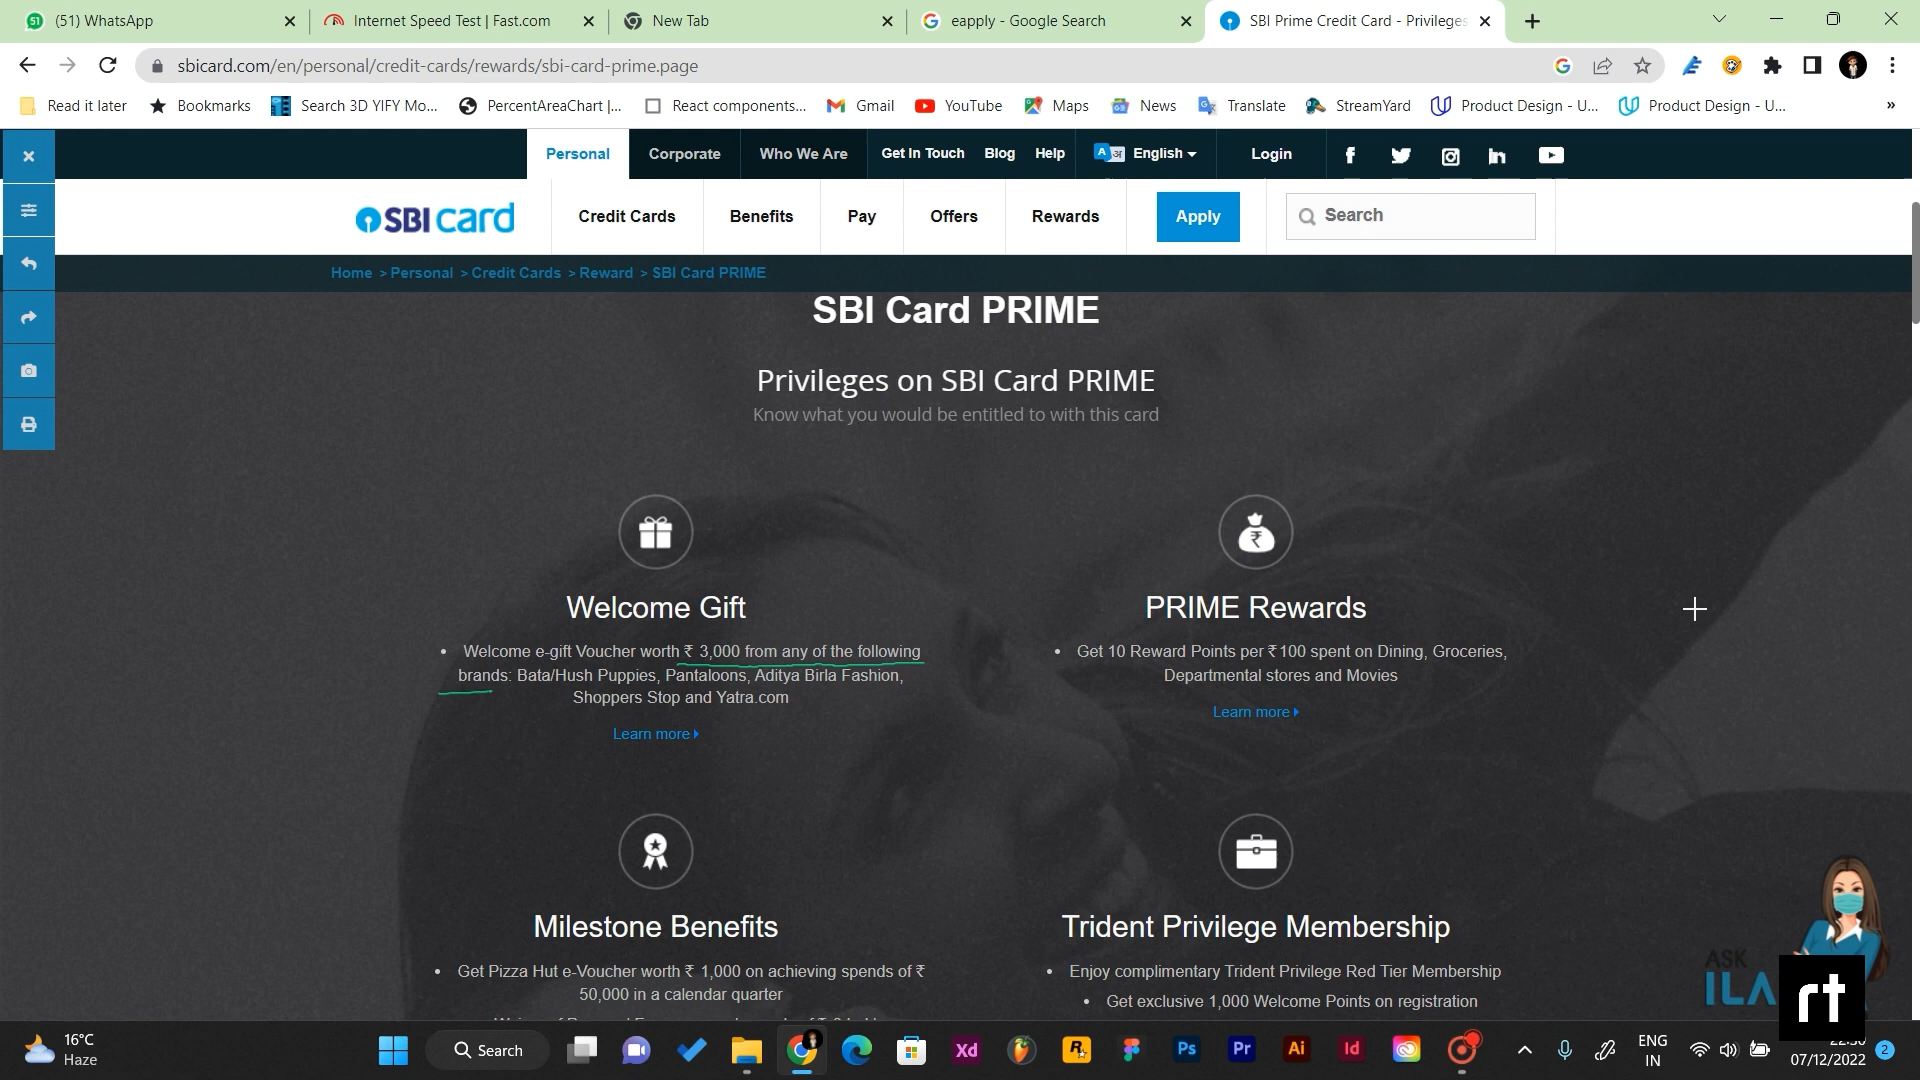 (51) WhatsApp
Internet Speed Test | Fast.com
New Tab
eapply - Google Search
SBI Prime Credit Card - Privileges
sbicard.com/en/personal/credit-cards/rewards/sbi-card-prime.page
Read it later
Bookmarks
Search 3D YIFY Mo...
PercentAreaChart |...
React components...
Gmail
YouTube
Maps
News
Translate
StreamYard
Product Design - U...
Product Design - U...
»
Personal
Corporate
Who We Are
Get In Touch
Blog
Help
English
Login
SBI card
Credit Cards
Benefits
Pay
Offers
Rewards
Apply
Search
Home > Personal > Credit Cards > Reward > SBI Card PRIME
SBI Card PRIME
Privileges on SBI Card PRIME
Know what you would be entitled to with this card
Welcome Gift
• Welcome e-gift Voucher worth ₹ 3,000 from any of the following
brands: Bata/Hush Puppies, Pantaloons, Aditya Birla Fashion,
Shoppers Stop and Yatra.com
Learn more
PRIME Rewards
• Get 10 Reward Points per ₹100 spent on Dining, Groceries,
Departmental stores and Movies
Learn more
Milestone Benefits
• Get Pizza Hut e-Voucher worth ₹ 1,000 on achieving spends of ₹
50,000 in a calendar quarter
Trident Privilege Membership
• Enjoy complimentary Trident Privilege Red Tier Membership
• Get exclusive 1,000 Welcome Points on registration
ASK
ILA
rt
16°C
Haze
Search
Xd
Ps
Pr
Ai
Id
ENG
IN
07/12/2022
2